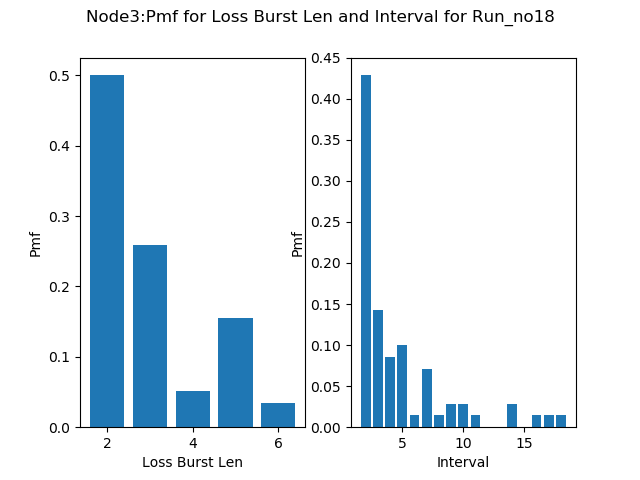 Node3:Pmf for Loss Burst Len and Interval for Run_no18
0.5
0.4
0.3
0.2
0.1
0.0
Pmf
2 4 6
Loss Burst Len
0.45
0.40
0.35
0.30
0.25
0.20
0.15
0.10
0.05
0.00
Pmf
5 10 15
Interval